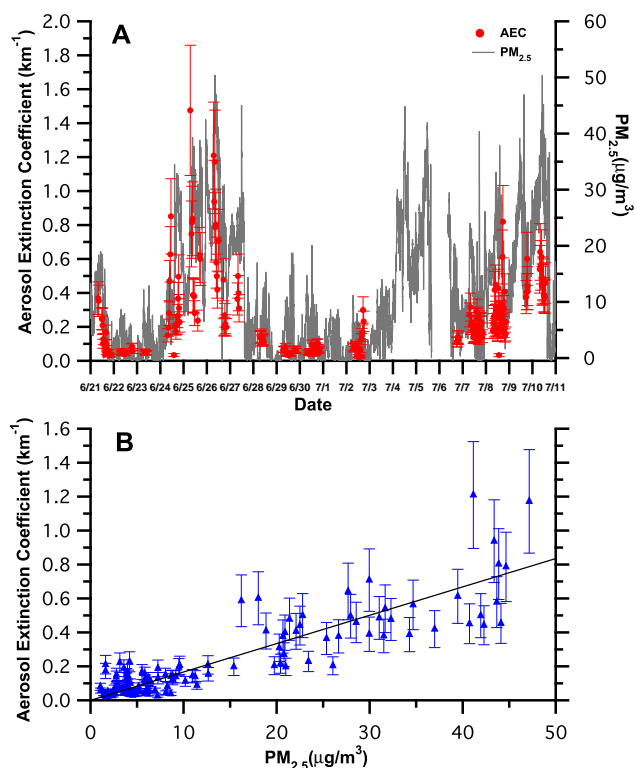 A
AEC
PM2.5
Aerosol Extinction Coefficient (km-1)
2.0
1.8
1.6
1.4
1.2
1.0
0.8
0.6
0.4
0.2
0.0
60
50
40
30
20
10
0
PM2.5(μg/m3)
6/21 6/22 6/23 6/24 6/25 6/26 6/27 6/28 6/29 6/30 7/1 7/2 7/3 7/4 7/5 7/6 7/7 7/8 7/9 7/10 7/11
Date
B
Aerosol Extinction Coefficient (km-1)
1.6
1.4
1.2
1.0
0.8
0.6
0.4
0.2
0.0
0 10 20 30 40 50
PM2.5(μg/m3)